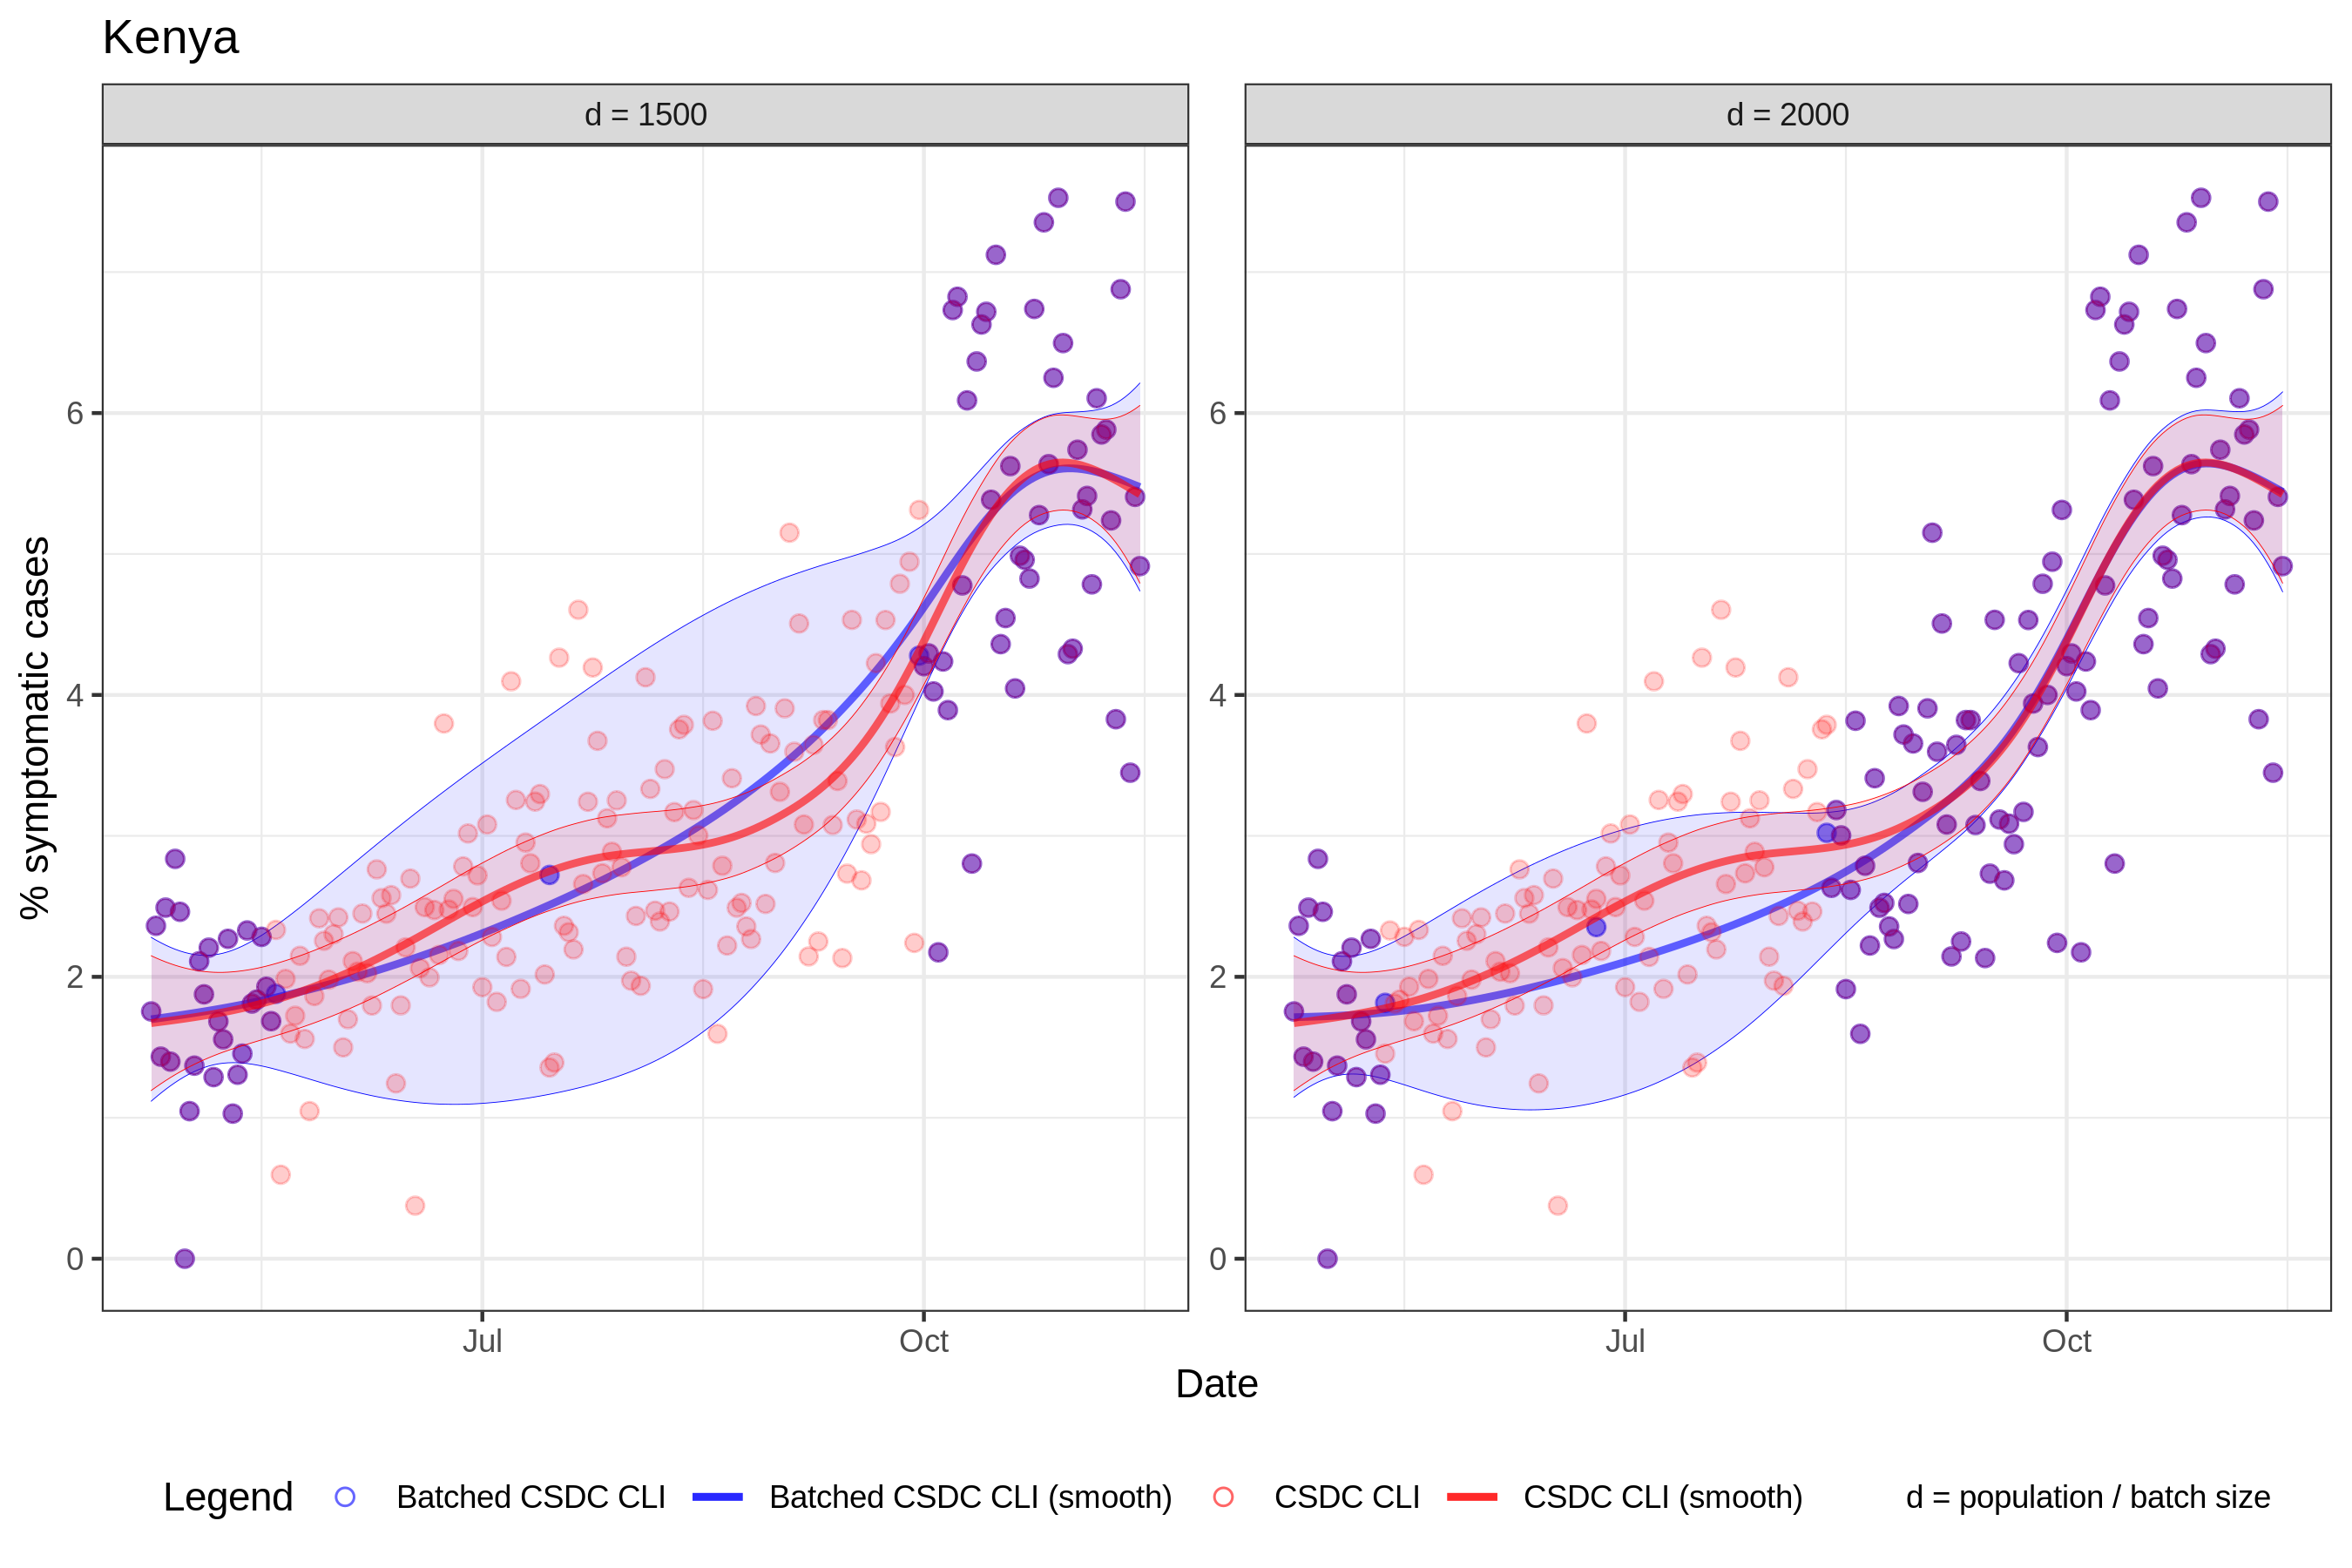 Kenya
d = 1500
d = 2000
% symptomatic cases
6
4
2
0
6
4
2
0
Jul
Oct
Jul
Oct
Date
Legend
Batched CSDC CLI
Batched CSDC CLI (smooth)
CSDC CLI
CSDC CLI (smooth)
d = population / batch size